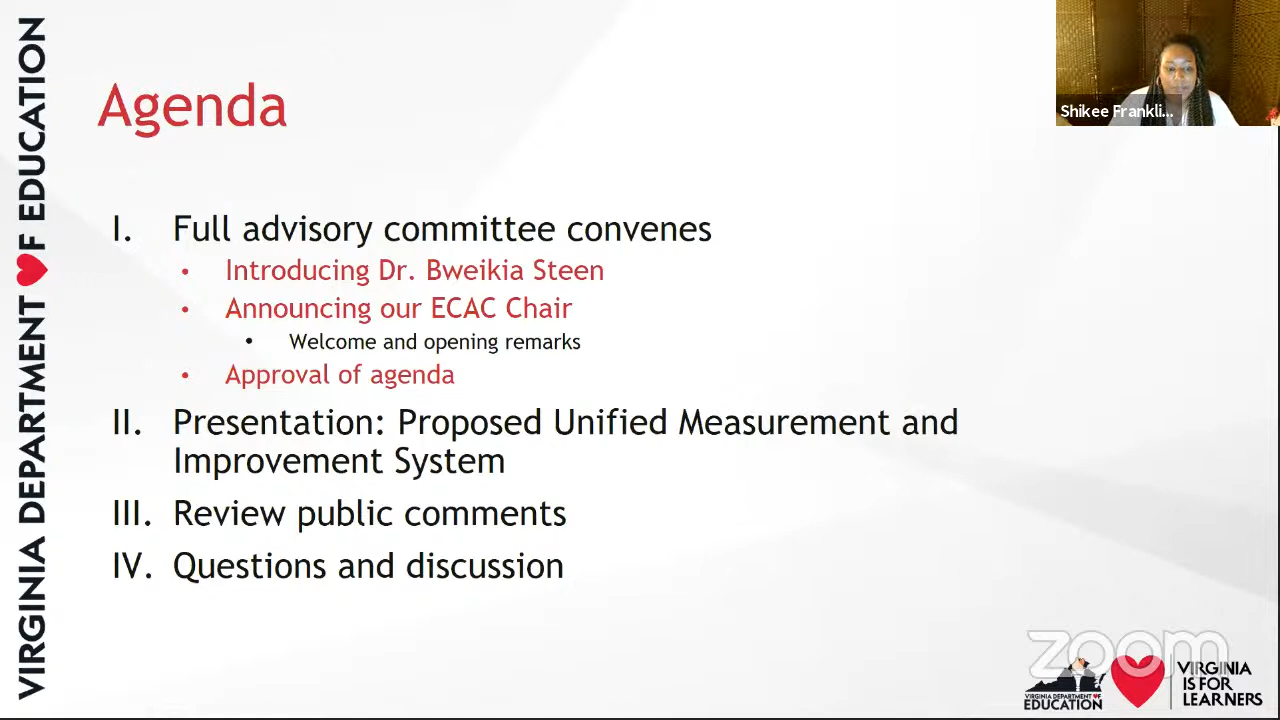 VIRGINIA DEPARTMENT OF EDUCATION
Agenda
Shikee Frankli...
I. Full advisory committee convenes
• Introducing Dr. Bweikia Steen
• Announcing our ECAC Chair
• Welcome and opening remarks
• Approval of agenda
II. Presentation: Proposed Unified Measurement and
Improvement System
III. Review public comments
IV. Questions and discussion
zoom
VIRGINIA DEPARTMENT OF
EDUCATION
VIRGINIA
IS FOR
LEARNERS